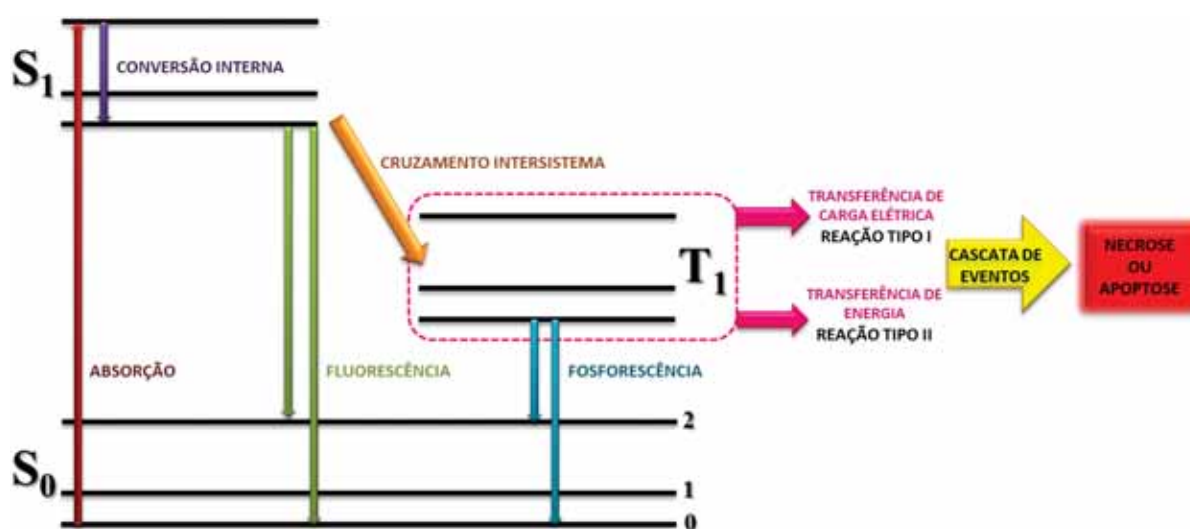 S1
CONVERSÃO INTERNA
CRUZAMENTO INTERSISTEMA
T1
TRANSFERÊNCIA DE
CARGA ELÉTRICA
REAÇÃO TIPO I
TRANSFERÊNCIA DE
ENERGIA
REAÇÃO TIPO II
CASCATA DE
EVENTOS
NECROSE
OU
APOPTOSE
ABSORÇÃO
FLUORESCÊNCIA
FOSFORESCÊNCIA
S0
2
1
0